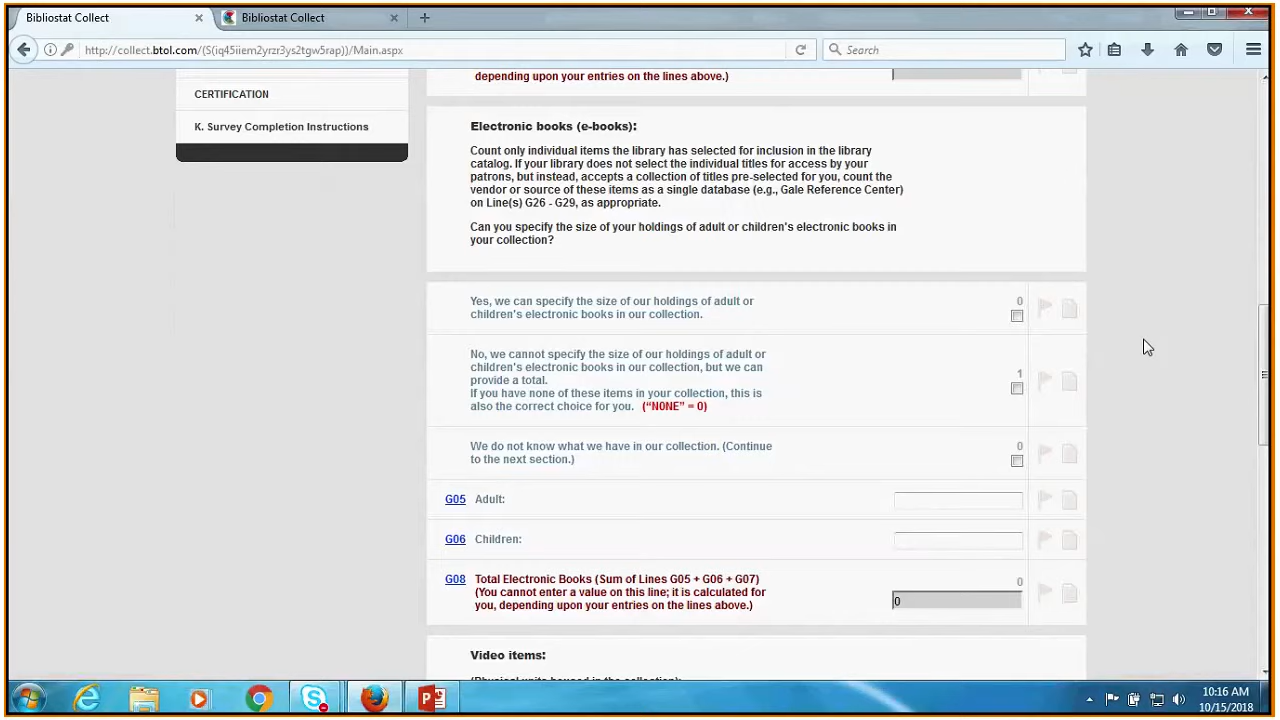 Bibliostat Collect
Bibliostat Collect
http://collect.btol.com/(S(iq45iiem2yrzr3ys2tgw5rap))/Main.aspx
Search
depending upon your entries on the lines above.)
CERTIFICATION
K. Survey Completion Instructions
Electronic books (e-books):
Count only individual items the library has selected for inclusion in the library
catalog. If your library does not select the individual titles for access by your
patrons, but instead, accepts a collection of titles pre-selected for you, count the
vendor or source of these items as a single database (e.g., Gale Reference Center)
on Line(s) G26 - G29, as appropriate.
Can you specify the size of your holdings of adult or children's electronic books in
your collection?
Yes, we can specify the size of our holdings of adult or
children's electronic books in our collection.
0
No, we cannot specify the size of our holdings of adult or
children's electronic books in our collection, but we can
provide a total.
If you have none of these items in your collection, this is
also the correct choice for you. ("N0NE" = 0)
1
We do not know what we have in our collection. (Continue
to the next section.)
0
G05 Adult:
G06 Children:
G08 Total Electronic Books (Sum of Lines G05 + G06 + G07)
(You cannot enter a value on this line; it is calculated for
you, depending upon your entries on the lines above.)
0
0
Video items:
10:16 AM
10/15/2018